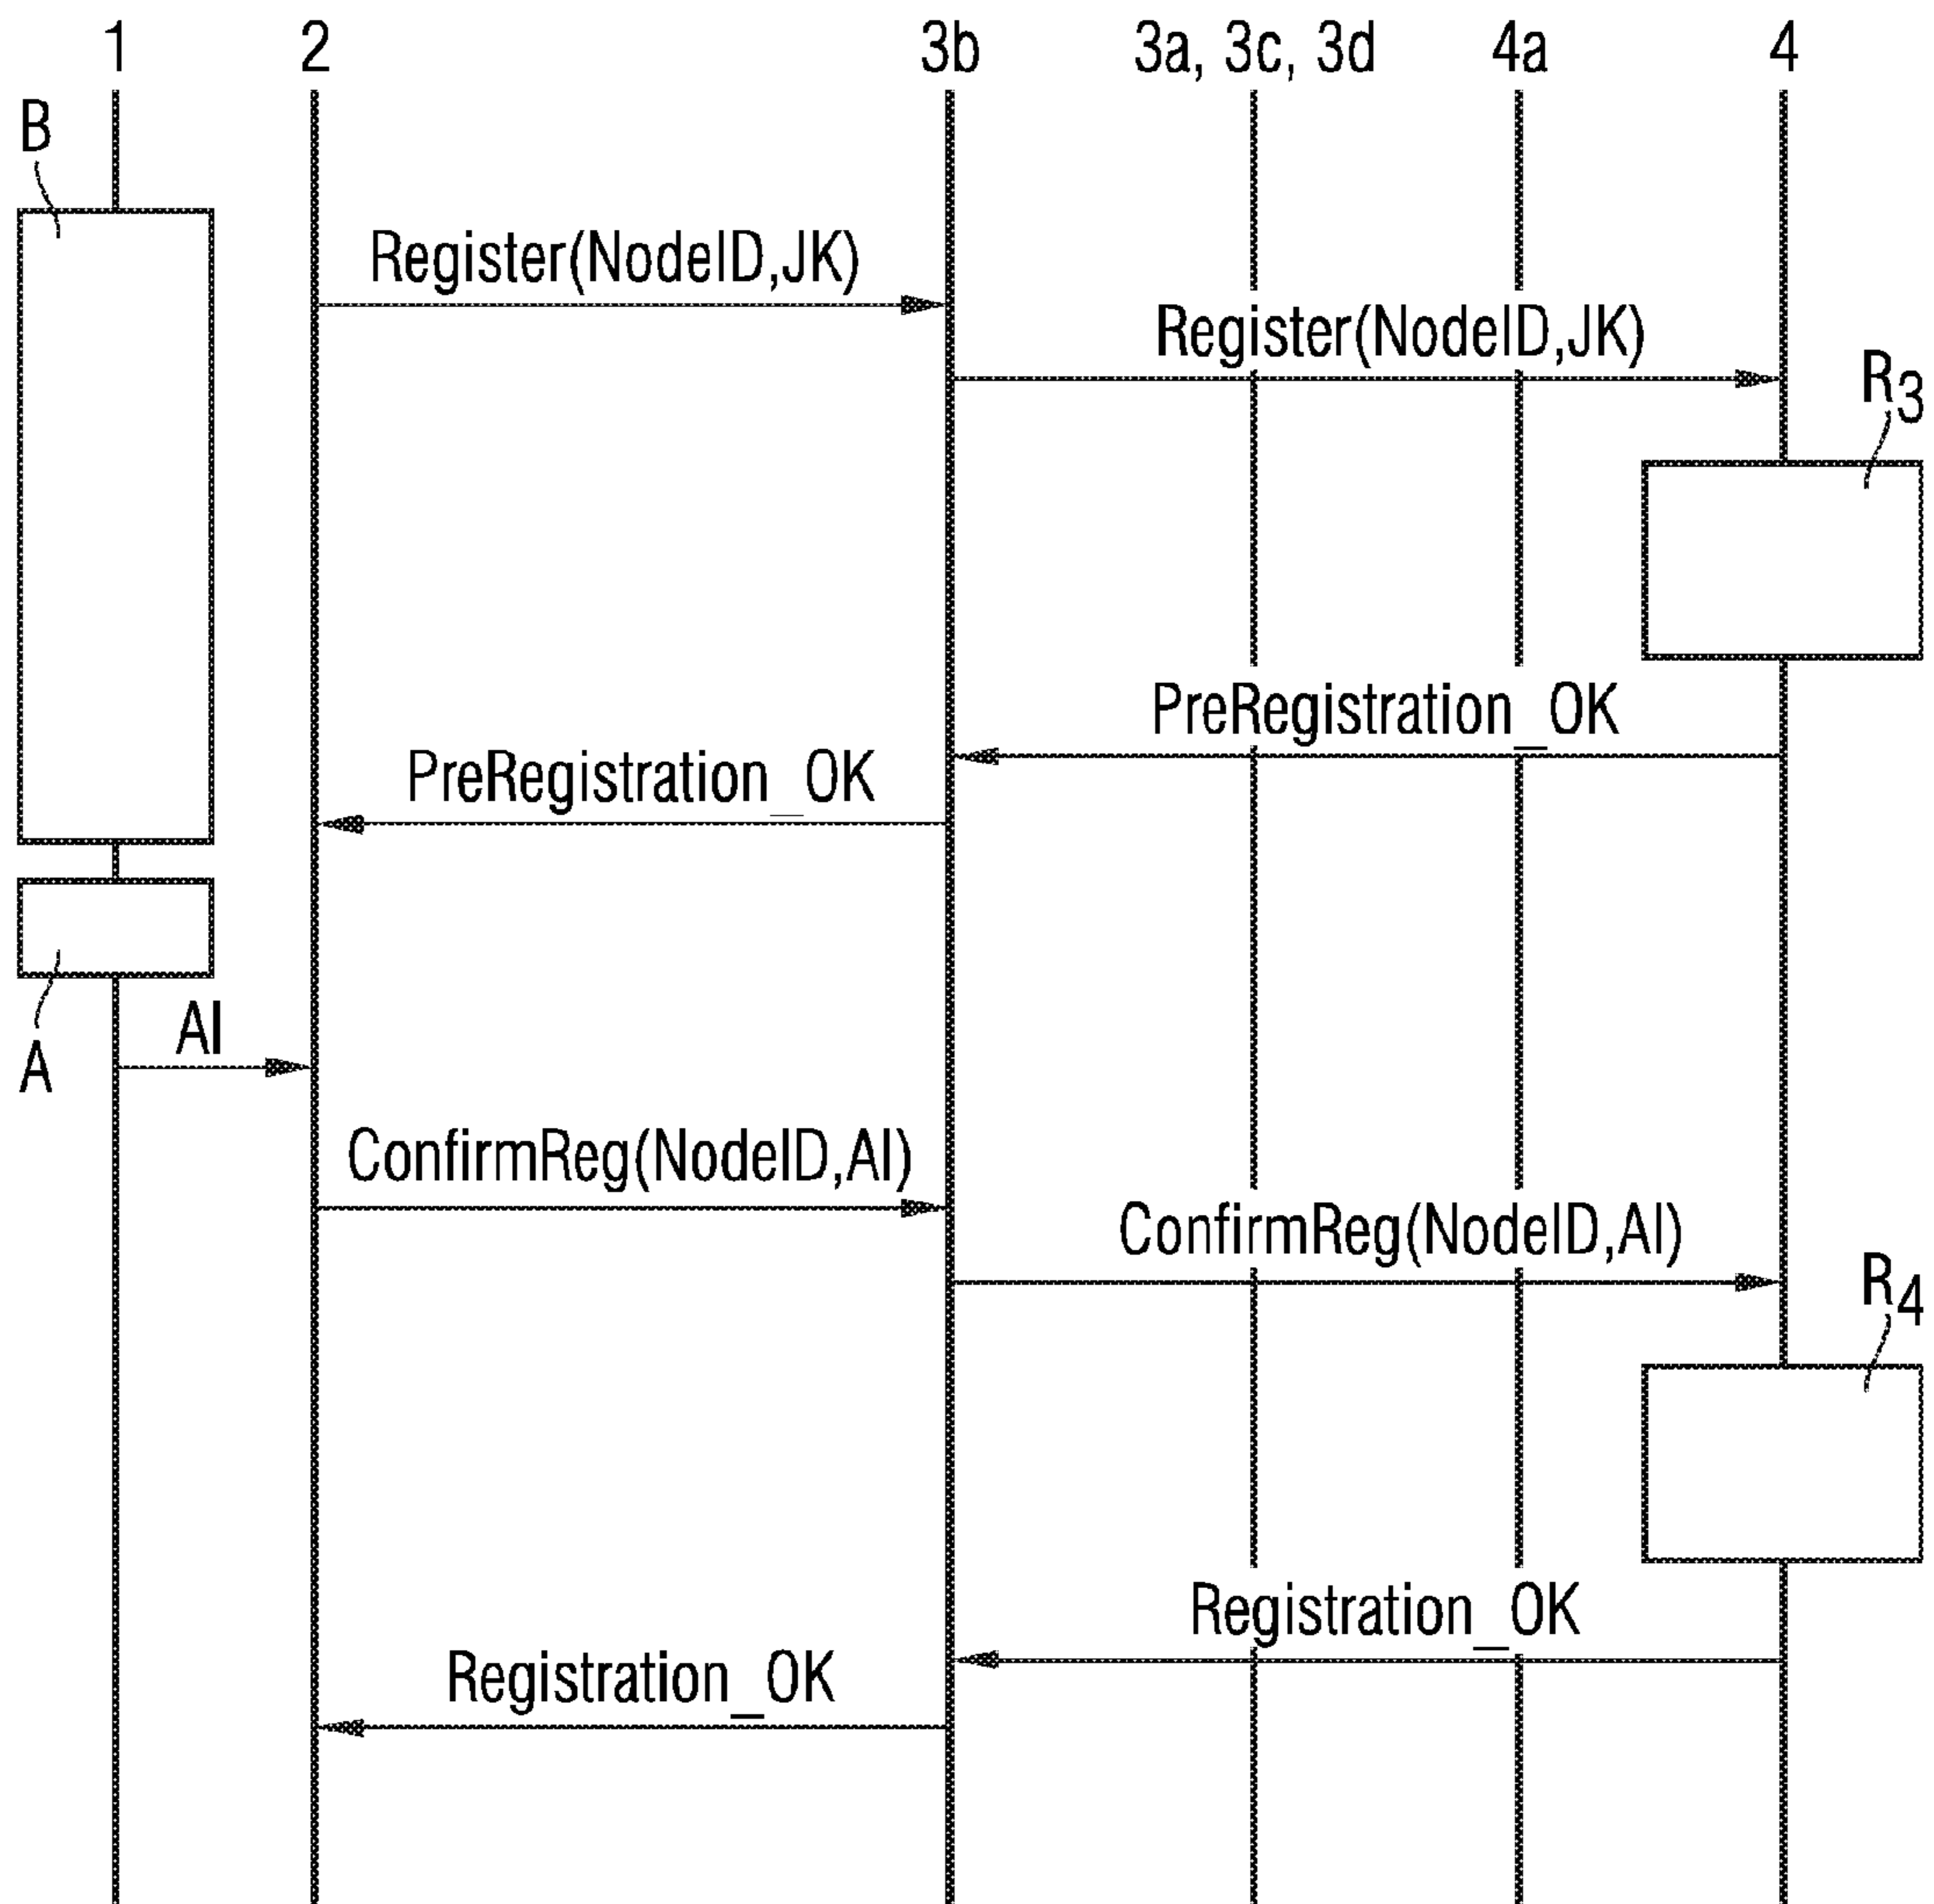 1 2 3b 3a, 3c, 3d 4a 4
B
Register(NodeID,JK)
Register(NodeID,JK)
R3
PreRegistration_OK
PreRegistration_OK
AI
A
ConfirmReg(NodeID,AI)
ConfirmReg(NodeID,AI)
R4
Registration_OK
Registration_OK